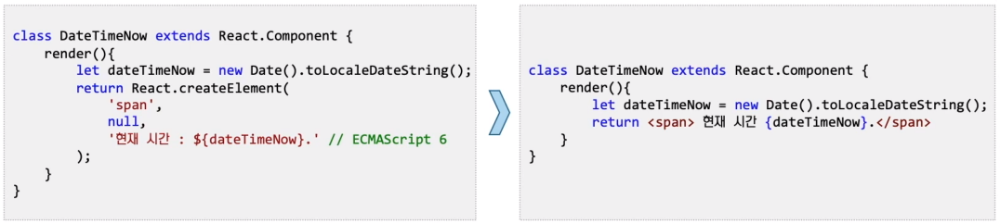 class DateTimeNow extends React.Component {
    render(){
        let dateTimeNow = new Date().toLocaleDateString();
        return React.createElement(
            'span',
            null,
            '현재 시간 : ${dateTimeNow}.' // ECMAScript 6
        );
    }
}
class DateTimeNow extends React.Component {
    render(){
        let dateTimeNow = new Date().toLocaleDateString();
        return <span> 현재 시간 {dateTimeNow}.</span>
    }
}